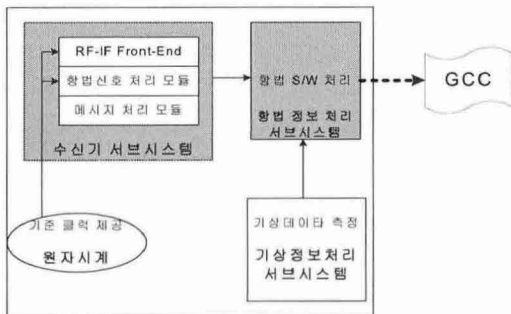 RF-IF Front-End
항법신호 처리 모듈
메시지 처리 모듈
수신기 서브시스템
항법 S/W 처리
항법 정보 처리
서브시스템
GCC
기준 클럭 제공
원자시계
기상데이타 측정
기상정보처리
서브시스템